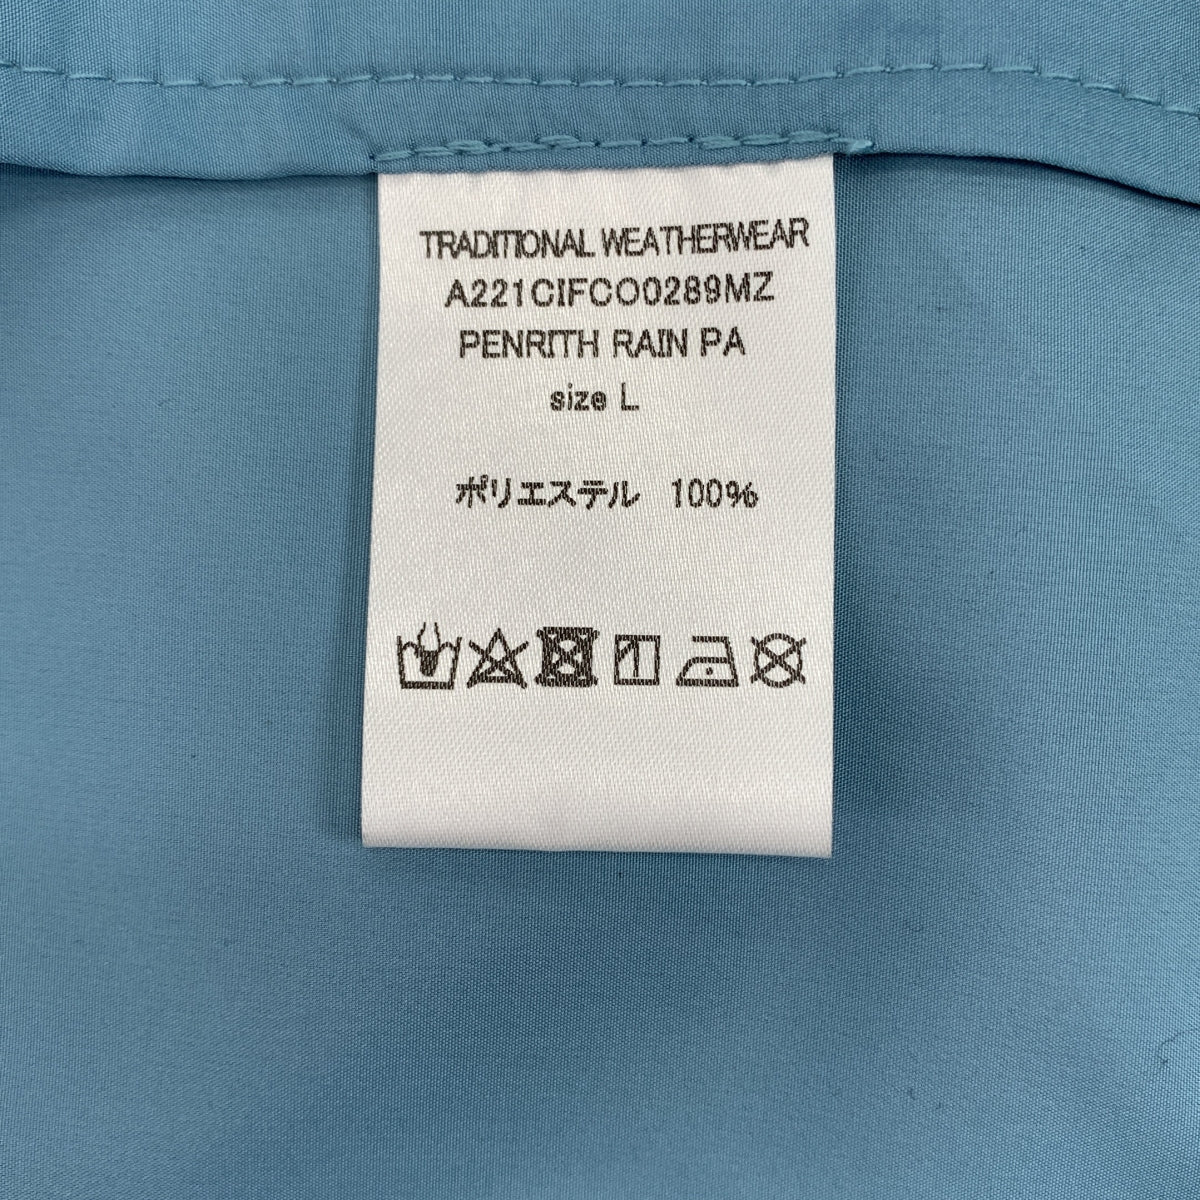 TRADITIONAL WEATHERWEAR
A221CIFCO0289MZ
PENRITH RAIN PA
size L
ポリエステル 100%